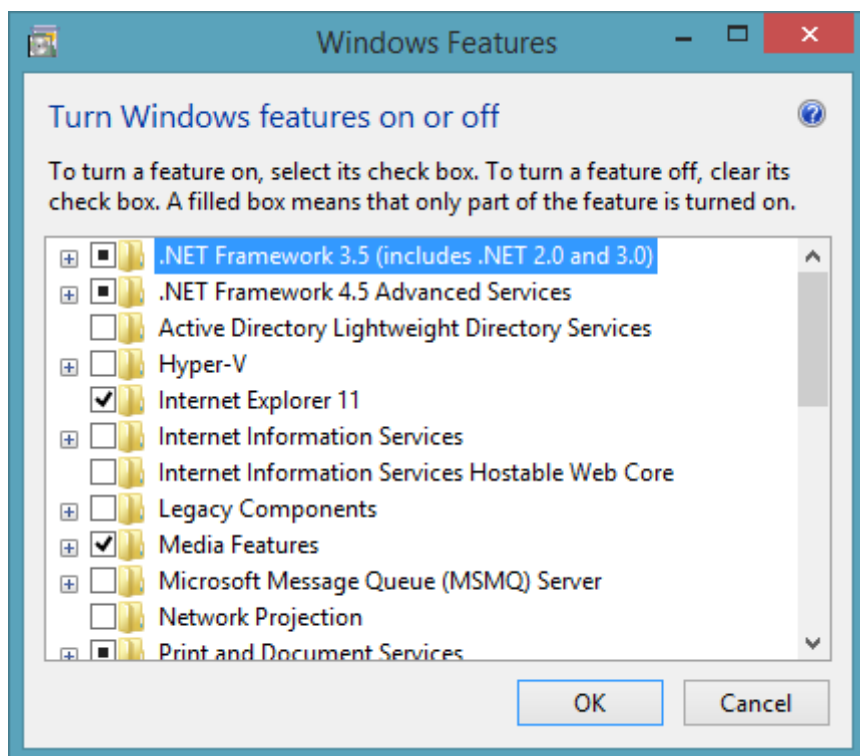 Windows Features
Turn Windows features on or off
To turn a feature on, select its check box. To turn a feature off, clear its
check box. A filled box means that only part of the feature is turned on.
.NET Framework 3.5 (includes .NET 2.0 and 3.0)
.NET Framework 4.5 Advanced Services
Active Directory Lightweight Directory Services
Hyper-V
Internet Explorer 11
Internet Information Services
Internet Information Services Hostable Web Core
Legacy Components
Media Features
Microsoft Message Queue (MSMQ) Server
Network Projection
Print and Document Services
OK Cancel